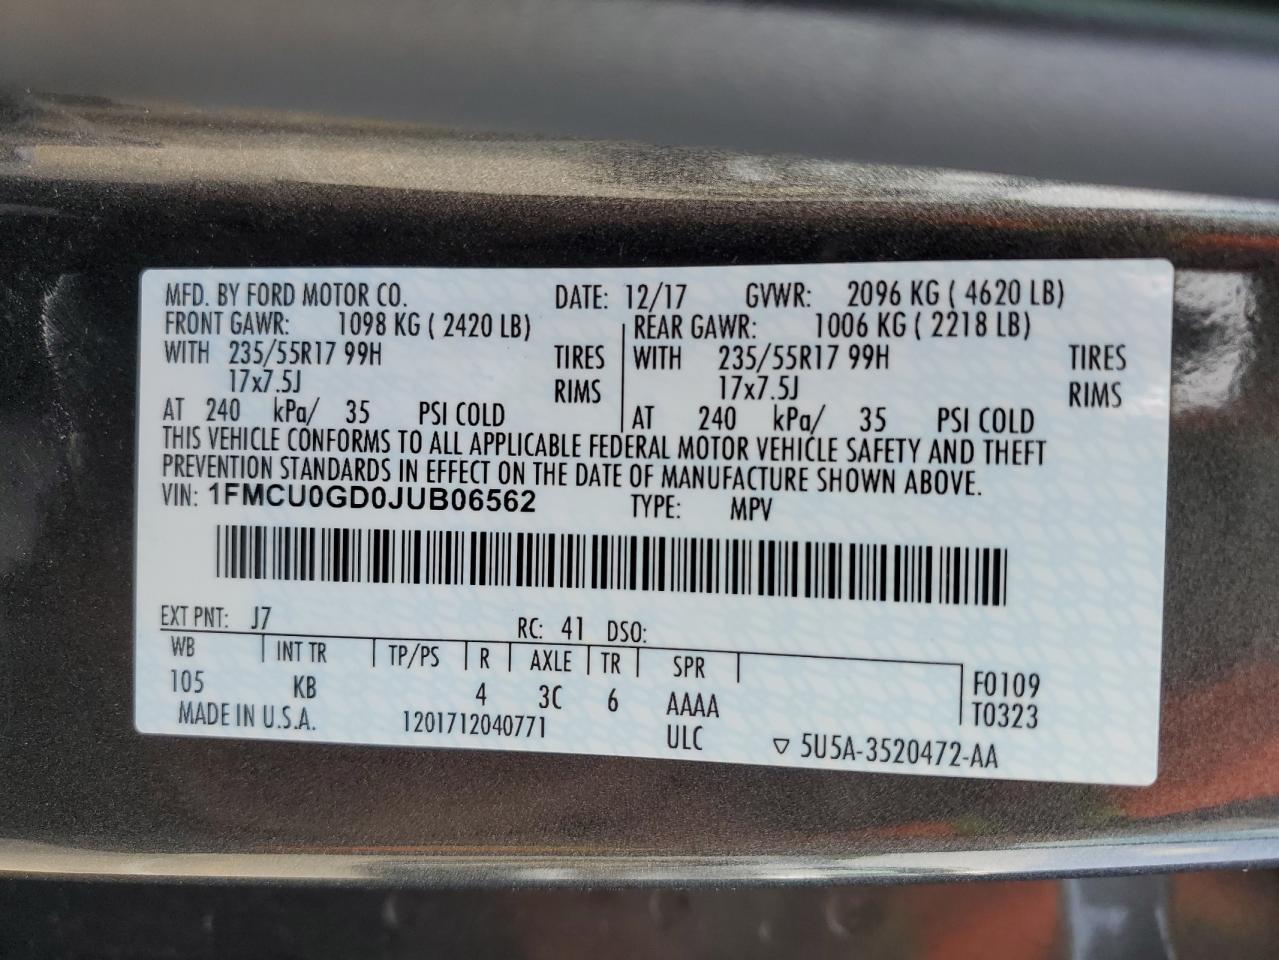 MFD. BY FORD MOTOR CO. DATE: 12/17 GVWR: 2096 KG ( 4620 LB)
FRONT GAWR: 1098 KG ( 2420 LB) REAR GAWR: 1006 KG ( 2218 LB)
WITH 235/55R17 99H TIRES WITH 235/55R17 99H TIRES
17x7.5J RIMS 17x7.5J RIMS
AT 240 kPa/ 35 PSI COLD AT 240 kPa/ 35 PSI COLD
THIS VEHICLE CONFORMS TO ALL APPLICABLE FEDERAL MOTOR VEHICLE SAFETY AND THEFT
PREVENTION STANDARDS IN EFFECT ON THE DATE OF MANUFACTURE SHOWN ABOVE.
VIN: 1FMCU0GD0JUB06562 TYPE: MPV
EXT PNT: J7 RC: 41 DSO:
WB INT TR TP/PS R AXLE TR SPR
105 KB 4 3C 6 AAAA F0109
MADE IN U.S.A. 1201712040771 ULC T0323
▽ 5U5A-3520472-AA